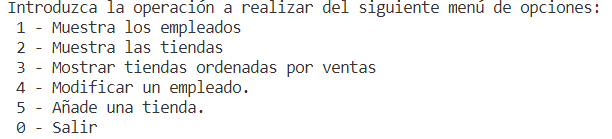 Introduzca la operación a realizar del siguiente menú de opciones:
1 - Muestra los empleados
2 - Muestra las tiendas
3 - Mostrar tiendas ordenadas por ventas
4 - Modificar un empleado.
5 - Añade una tienda.
0 - Salir